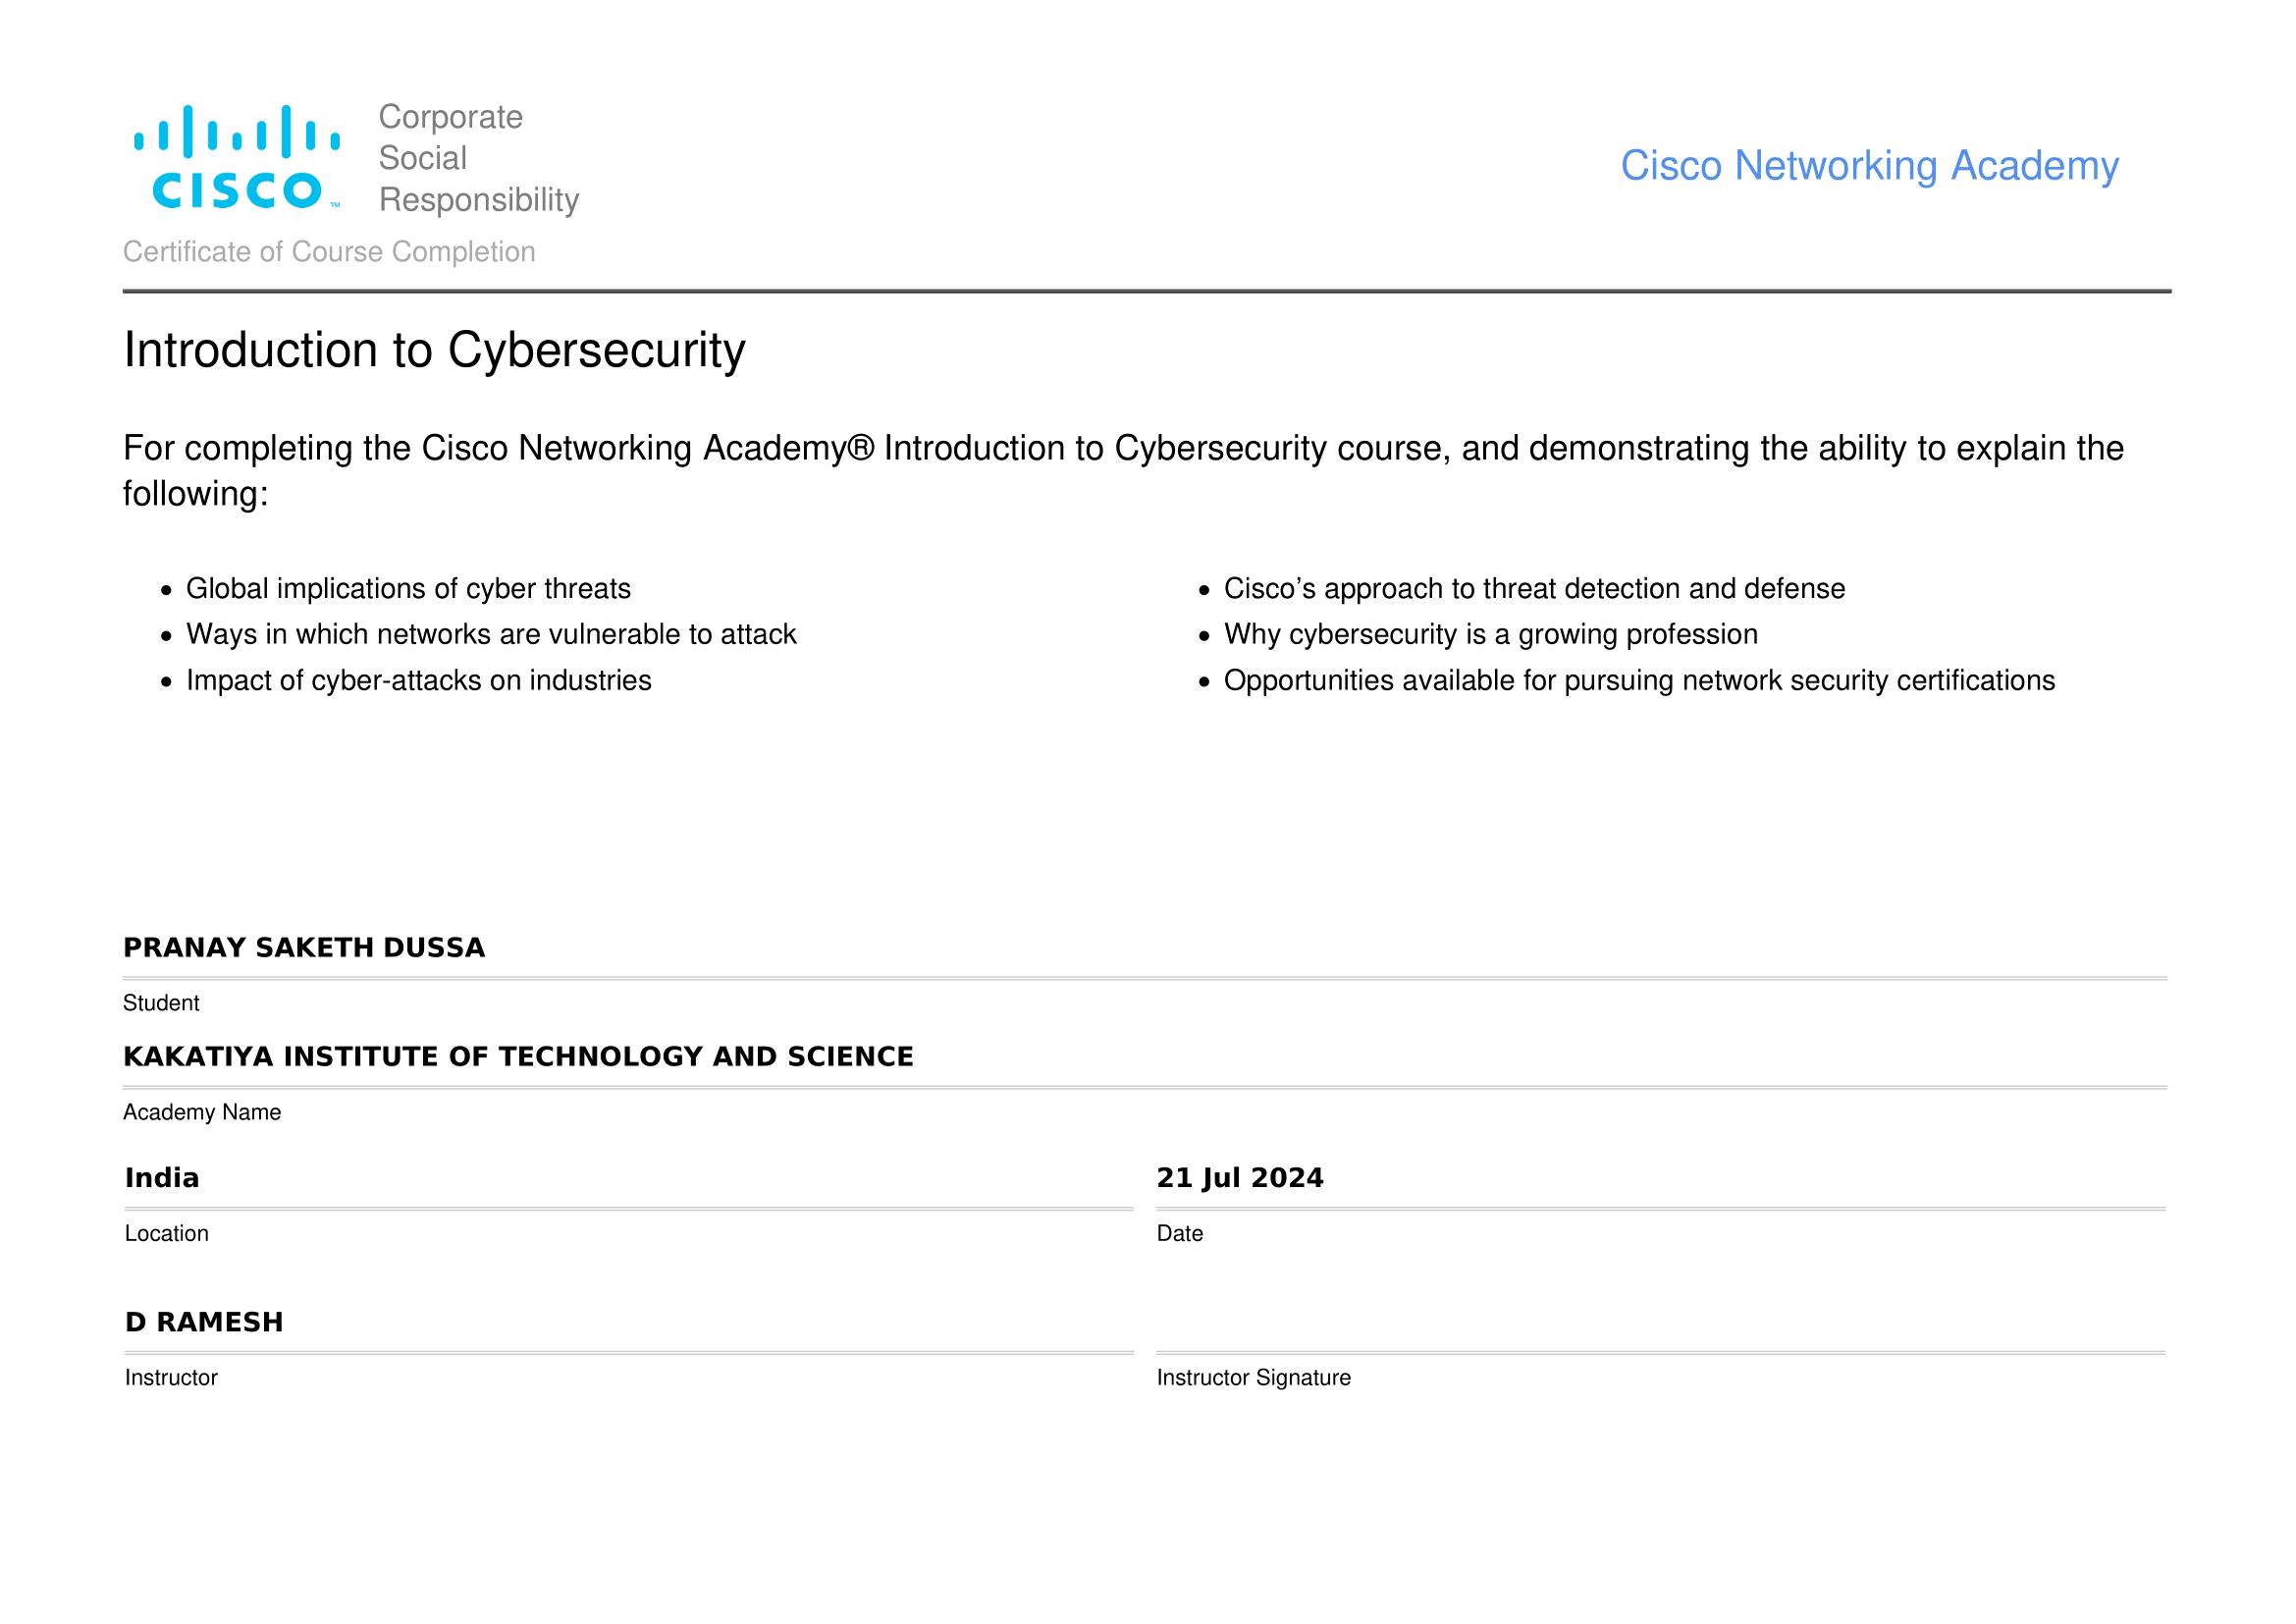 Corporate
Social
Responsibility
CISCO ™
Cisco Networking Academy
Certificate of Course Completion
Introduction to Cybersecurity
For completing the Cisco Networking Academy® Introduction to Cybersecurity course, and demonstrating the ability to explain the
following:
• Global implications of cyber threats
• Ways in which networks are vulnerable to attack
• Impact of cyber-attacks on industries
• Cisco’s approach to threat detection and defense
• Why cybersecurity is a growing profession
• Opportunities available for pursuing network security certifications
PRANAY SAKETH DUSSA
Student
KAKATIYA INSTITUTE OF TECHNOLOGY AND SCIENCE
Academy Name
India
Location
21 Jul 2024
Date
D RAMESH
Instructor
Instructor Signature